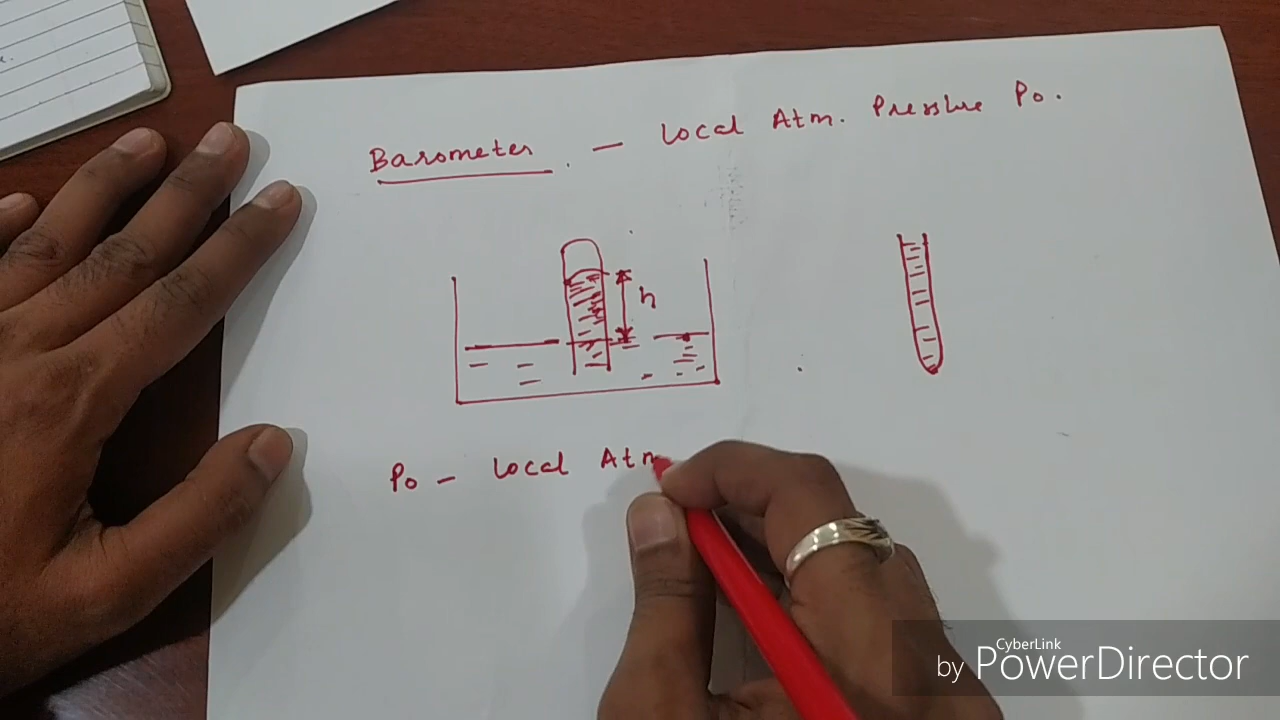 Barometer. - Local Atm. Pressure Po.
h
Po - Local Atm
CyberLink
by PowerDirector